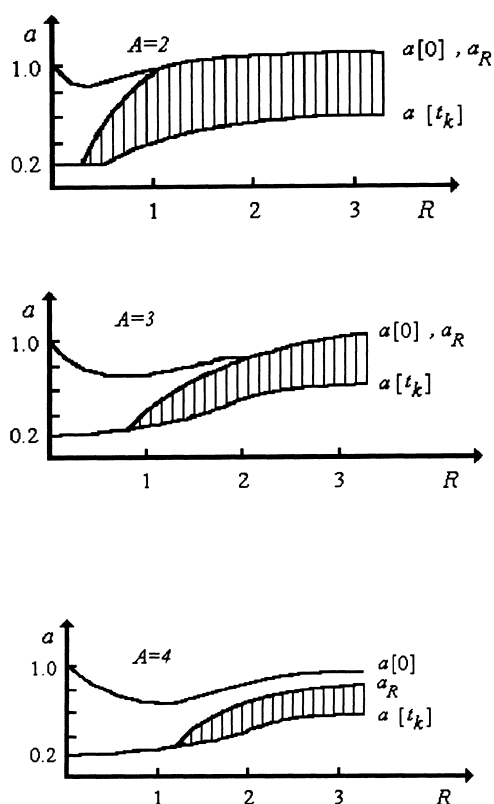 a
A=2
a[0] , a_R
1.0
a [t_k]
0.2
1 2 3 R
a
A=3
a[0] , a_R
1.0
a [t_k]
0.2
1 2 3 R
a
A=4
a[0]
1.0
a_R
a [t_k]
0.2
1 2 3 R